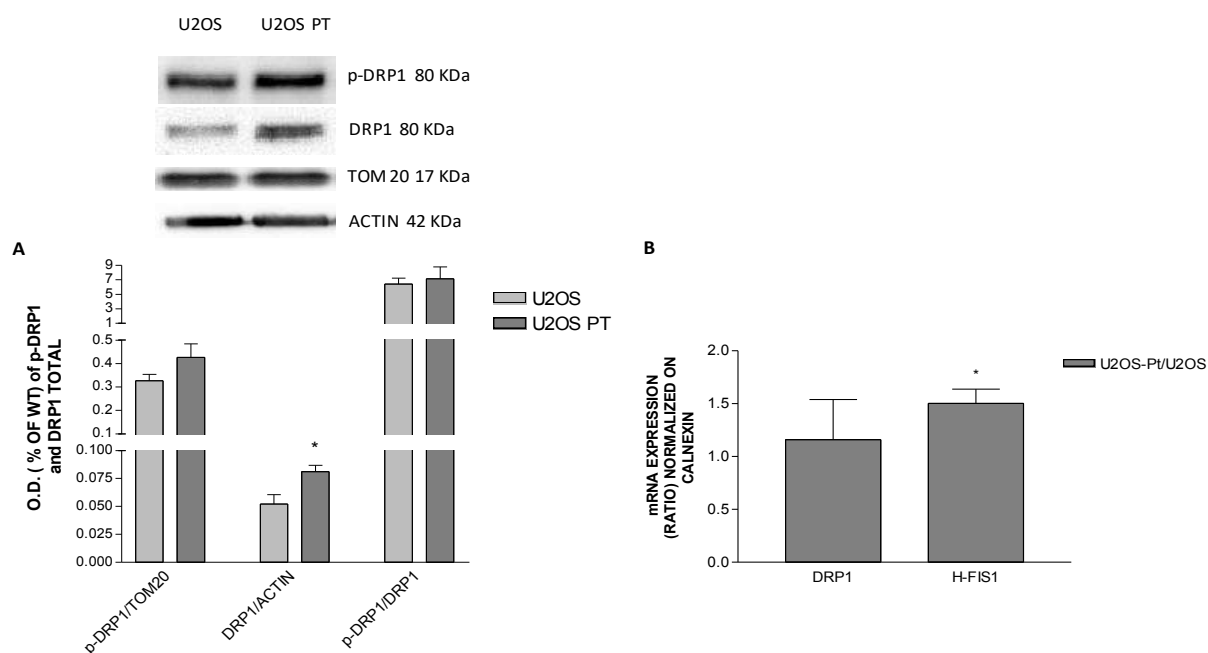 U2OS U2OS PT
p-DRP1 80 KDa
DRP1 80 KDa
TOM 20 17 KDa
ACTIN 42 KDa
A
O.D. ( % OF WT) of p-DRP1
and DRP1 TOTAL
9
7
5
3
1
0.5
0.4
0.3
0.2
0.1
0.100
0.075
0.050
0.025
0.000
*
p-DRP1/TOM20
DRP1/ACTIN
p-DRP1/DRP1
U2OS
U2OS PT
B
mRNA EXPRESSION
(RATIO) NORMALIZED ON
CALNEXIN
2.0
1.5
1.0
0.5
0.0
*
DRP1 H-FIS1
U2OS-Pt/U2OS